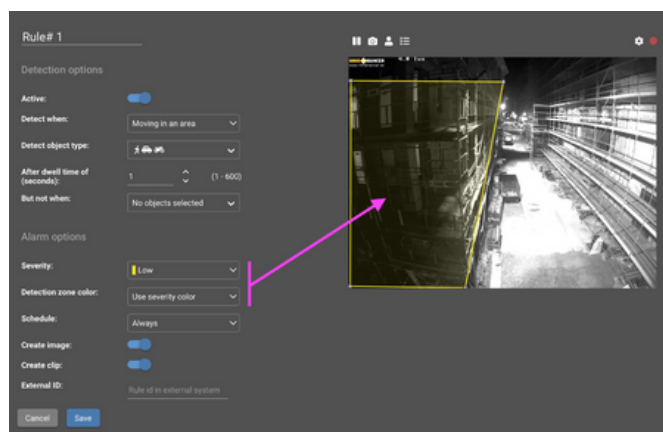 Rule# 1
Detection options
Active:
Detect when:
Moving in an area
Detect object type:
After dwell time of
(seconds):
1
(1 - 600)
But not when:
No objects selected
Alarm options
Severity:
Low
Detection zone color:
Use severity color
Schedule:
Always
Create image:
Create clip:
External ID:
Rule id in external system
Cancel
Save